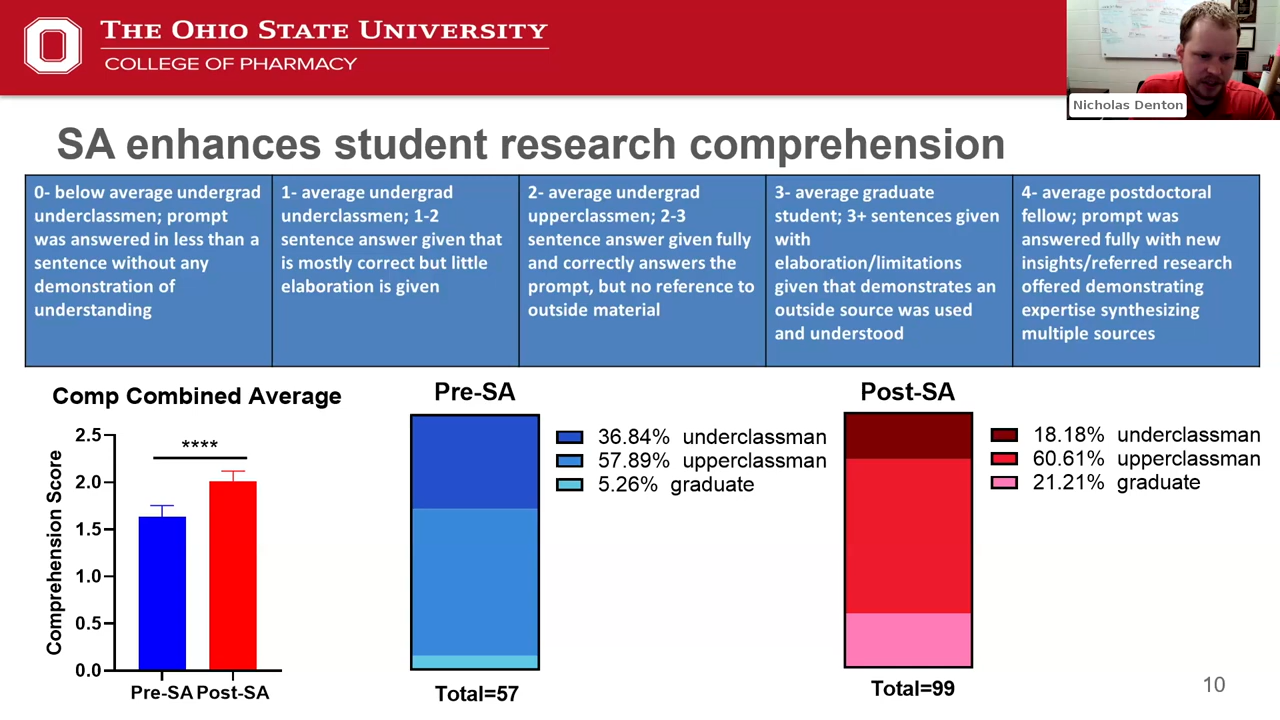 THE OHIO STATE UNIVERSITY
COLLEGE OF PHARMACY
Nicholas Denton
SA enhances student research comprehension
0- below average undergrad
underclassmen; prompt
was answered in less than a
sentence without any
demonstration of
understanding
1- average undergrad
underclassmen; 1-2
sentence answer given that
is mostly correct but little
elaboration is given
2- average undergrad
upperclassmen; 2-3
sentence answer given fully
and correctly answers the
prompt, but no reference to
outside material
3- average graduate
student; 3+ sentences given
with
elaboration/limitations
given that demonstrates an
outside source was used
and understood
4- average postdoctoral
fellow; prompt was
answered fully with new
insights/referred research
offered demonstrating
expertise synthesizing
multiple sources
Comp Combined Average
Comprehension Score
2.5
2.0
1.5
1.0
0.5
0.0
****
Pre-SA Post-SA
Pre-SA
36.84% underclassman
57.89% upperclassman
5.26% graduate
Total=57
Post-SA
18.18% underclassman
60.61% upperclassman
21.21% graduate
Total=99
10